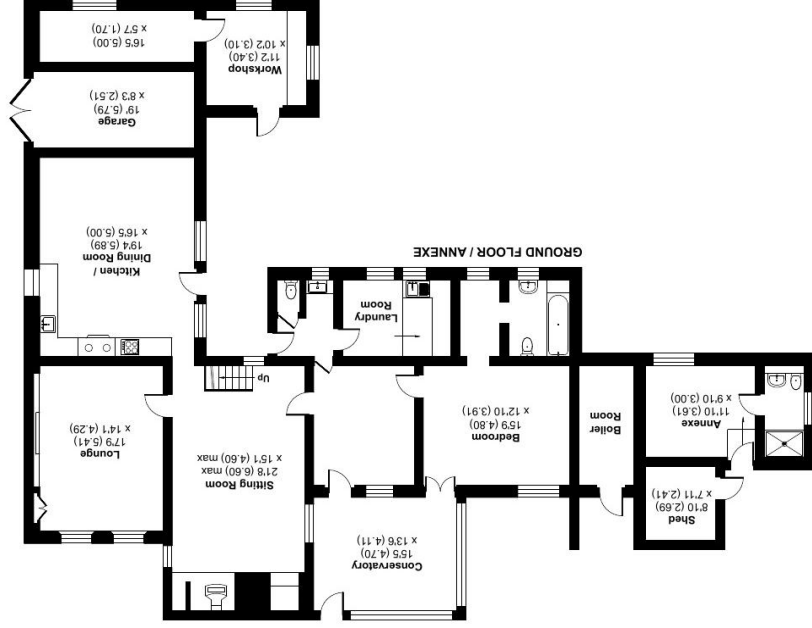 Shed
8'10 (2.69)
x 7'11 (2.41)
Conservatory
15'5 (4.70)
x 13'6 (4.11)
Annexe
11'10 (3.61)
x 9'10 (3.00)
Boiler
Room
Bedroom
15'9 (4.80)
x 12'10 (3.91)
Sitting Room
21'8 (6.60) max
x 15'1 (4.60) max
Lounge
17'9 (5.41)
x 14'1 (4.29)
Up
Laundry
Room
GROUND FLOOR / ANNEXE
Kitchen /
Dining Room
19'4 (5.89)
x 16'5 (5.00)
Garage
19' (5.79)
x 8'3 (2.51)
Workshop
11'2 (3.40)
x 10'2 (3.10)
16'5 (5.00)
x 5'7 (1.70)